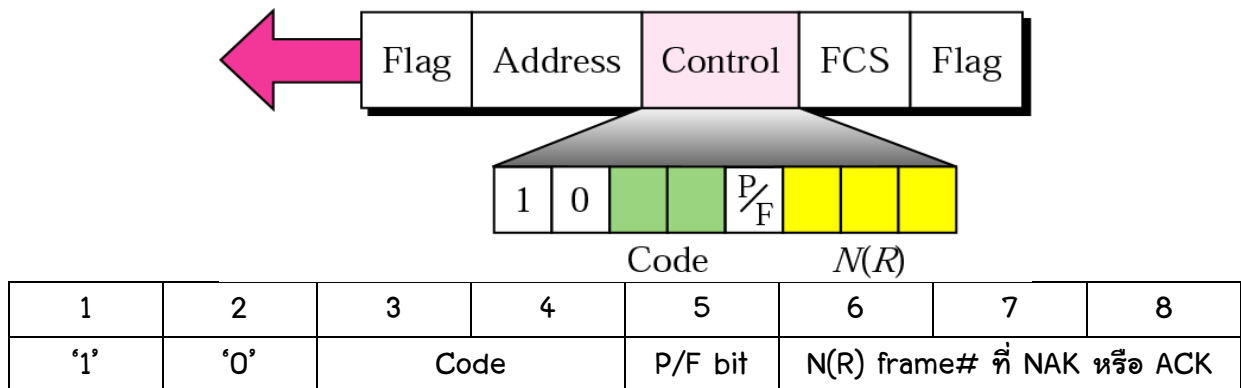 Flag Address Control FCS Flag
1 0 P/F
Code N(R)
1 2 3 4 5 6 7 8
‘1’ ‘0’ Code P/F bit N(R) frame# ที่ NAK หรือ ACK